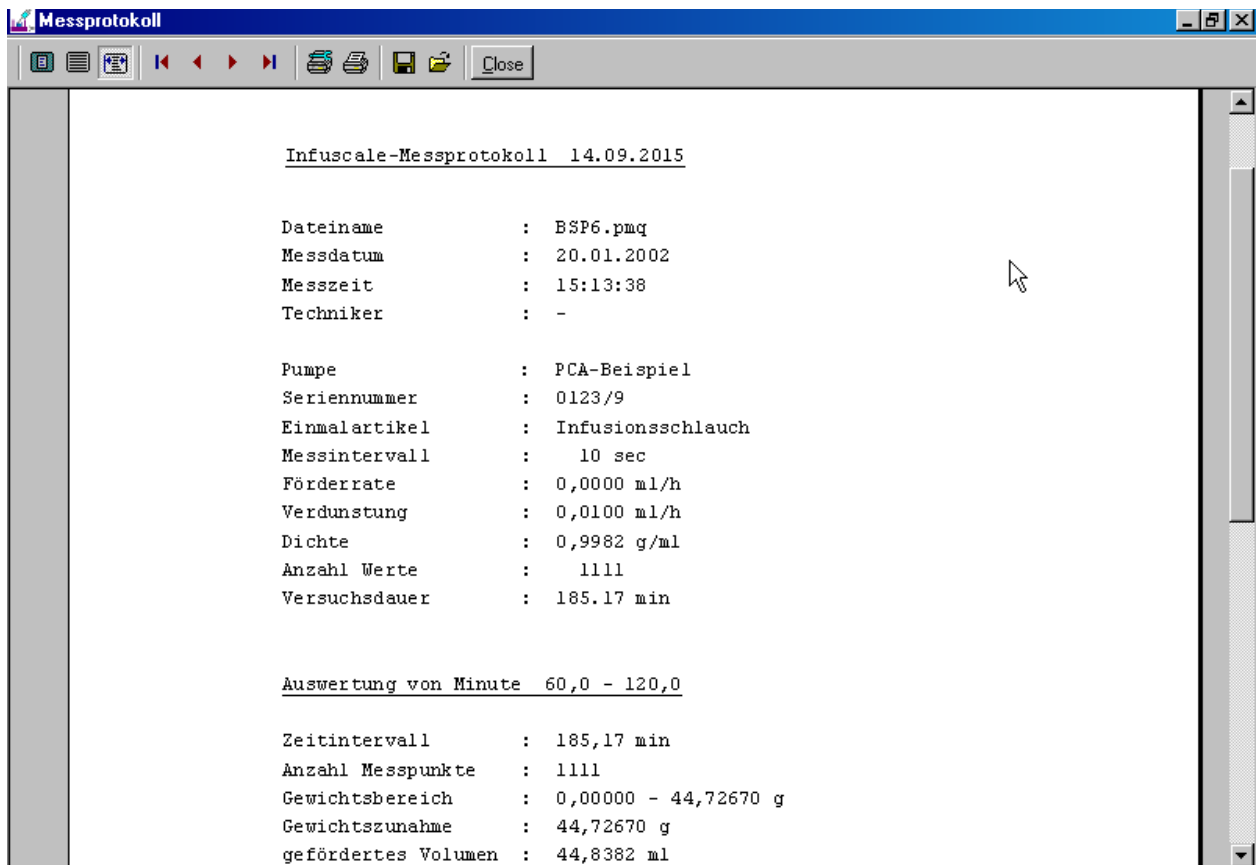 Messprotokoll
Close
Infuscale-Messprotokoll 14.09.2015
Dateiname : BSP6.pmq
Messdatum : 20.01.2002
Messzeit : 15:13:38
Techniker : -
Pumpe : PCA-Beispiel
Seriennummer : 0123/9
Einmalartikel : Infusionsschlauch
Messintervall : 10 sec
Förderrate : 0,0000 ml/h
Verdunstung : 0,0100 ml/h
Dichte : 0,9982 g/ml
Anzahl Werte : 1111
Versuchsdauer : 185.17 min
Auswertung von Minute 60,0 - 120,0
Zeitintervall : 185,17 min
Anzahl Messpunkte : 1111
Gewichtsbereich : 0,00000 - 44,72670 g
Gewichtszunahme : 44,72670 g
gefördertes Volumen : 44,8382 ml